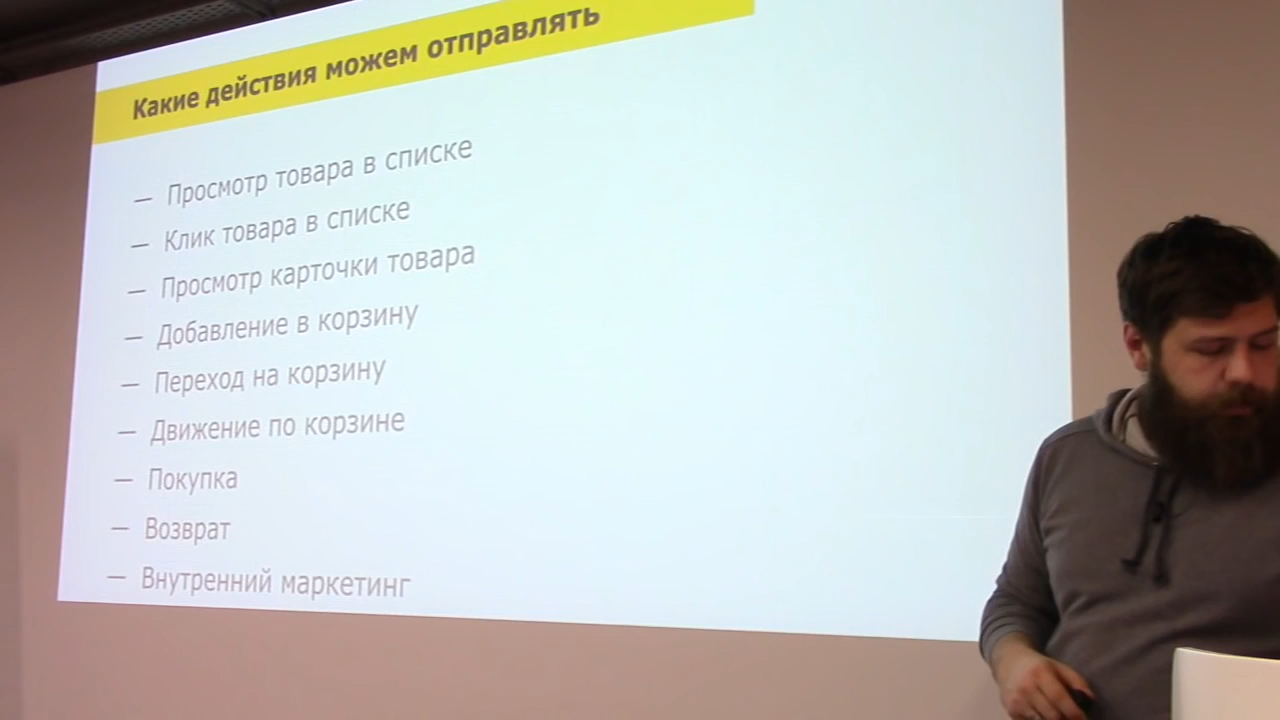 Какие действия можем отправлять
— Просмотр товара в списке
— Клик товара в списке
— Просмотр карточки товара
— Добавление в корзину
— Переход на корзину
— Движение по корзине
— Покупка
— Возврат
— Внутренний маркетинг